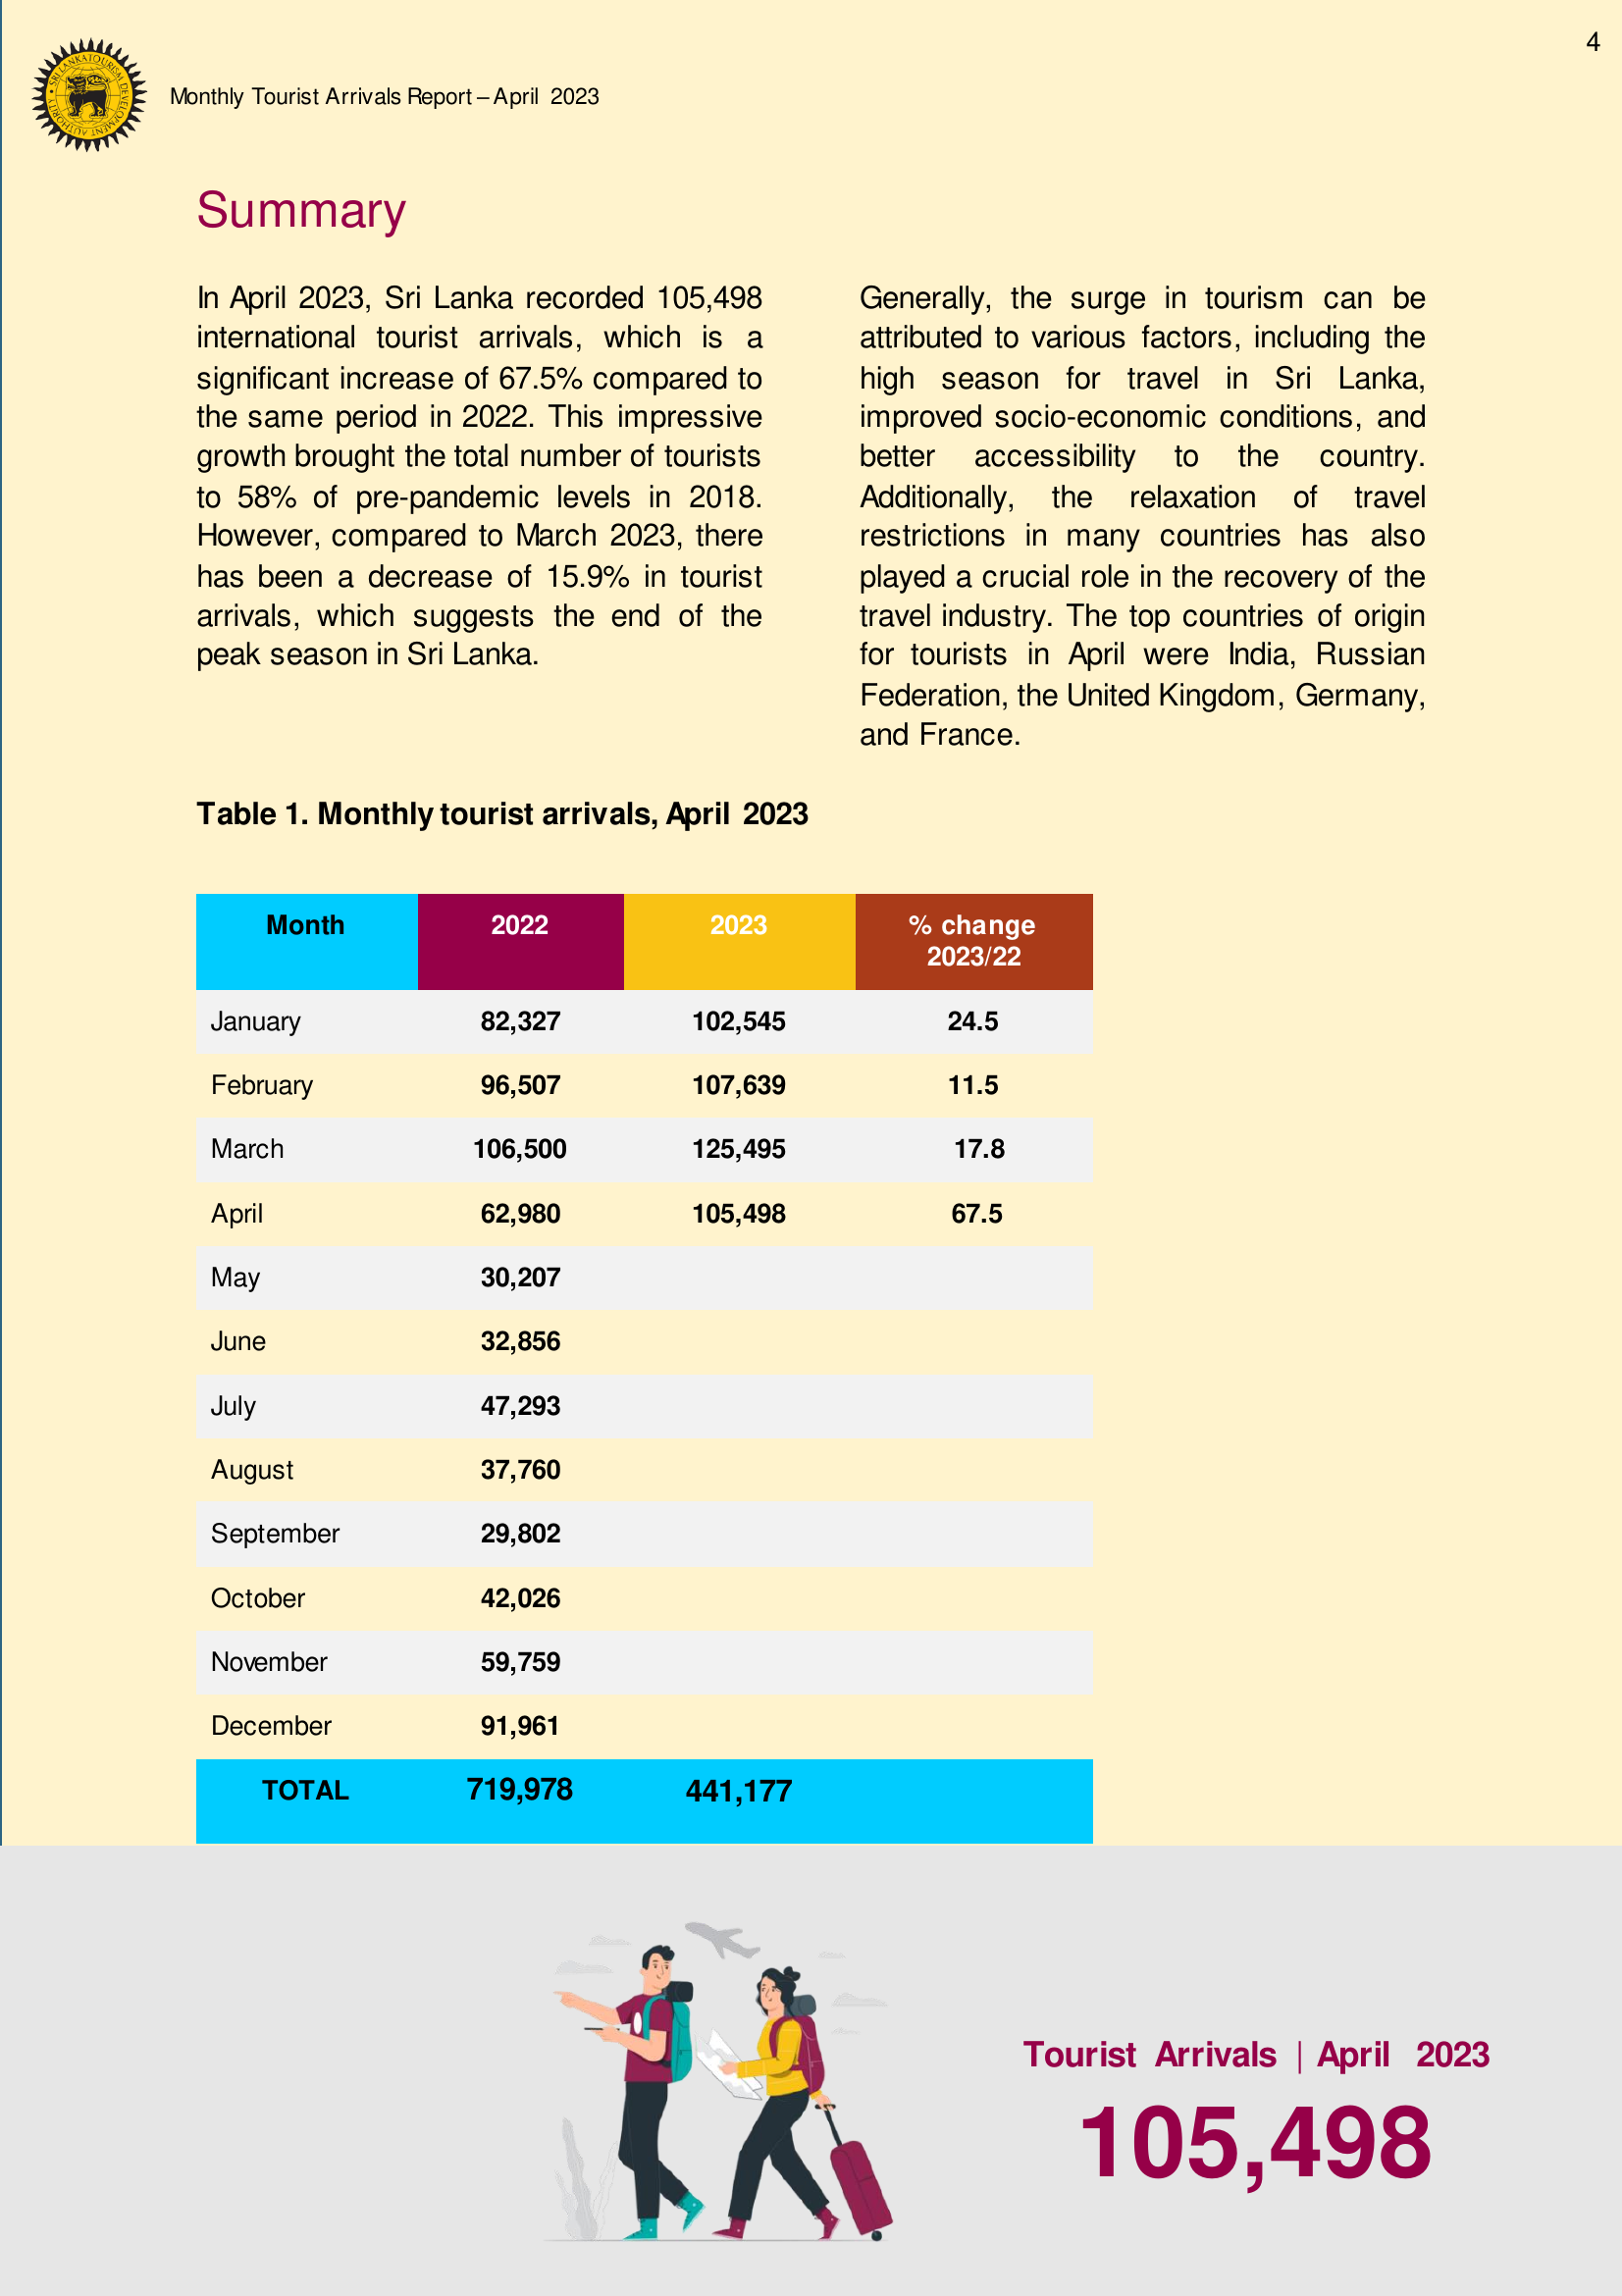 4
SRI LANKA TOURISM DEVELOPMENT AUTHORITY
Monthly Tourist Arrivals Report – April 2023
Summary
In April 2023, Sri Lanka recorded 105,498
international tourist arrivals, which is a
significant increase of 67.5% compared to
the same period in 2022. This impressive
growth brought the total number of tourists
to 58% of pre-pandemic levels in 2018.
However, compared to March 2023, there
has been a decrease of 15.9% in tourist
arrivals, which suggests the end of the
peak season in Sri Lanka.
Generally, the surge in tourism can be
attributed to various factors, including the
high season for travel in Sri Lanka,
improved socio-economic conditions, and
better accessibility to the country.
Additionally, the relaxation of travel
restrictions in many countries has also
played a crucial role in the recovery of the
travel industry. The top countries of origin
for tourists in April were India, Russian
Federation, the United Kingdom, Germany,
and France.
Table 1. Monthly tourist arrivals, April 2023
Month 2022 2023 % change
2023/22
January 82,327 102,545 24.5
February 96,507 107,639 11.5
March 106,500 125,495 17.8
April 62,980 105,498 67.5
May 30,207
June 32,856
July 47,293
August 37,760
September 29,802
October 42,026
November 59,759
December 91,961
TOTAL 719,978 441,177
Tourist Arrivals | April 2023
105,498